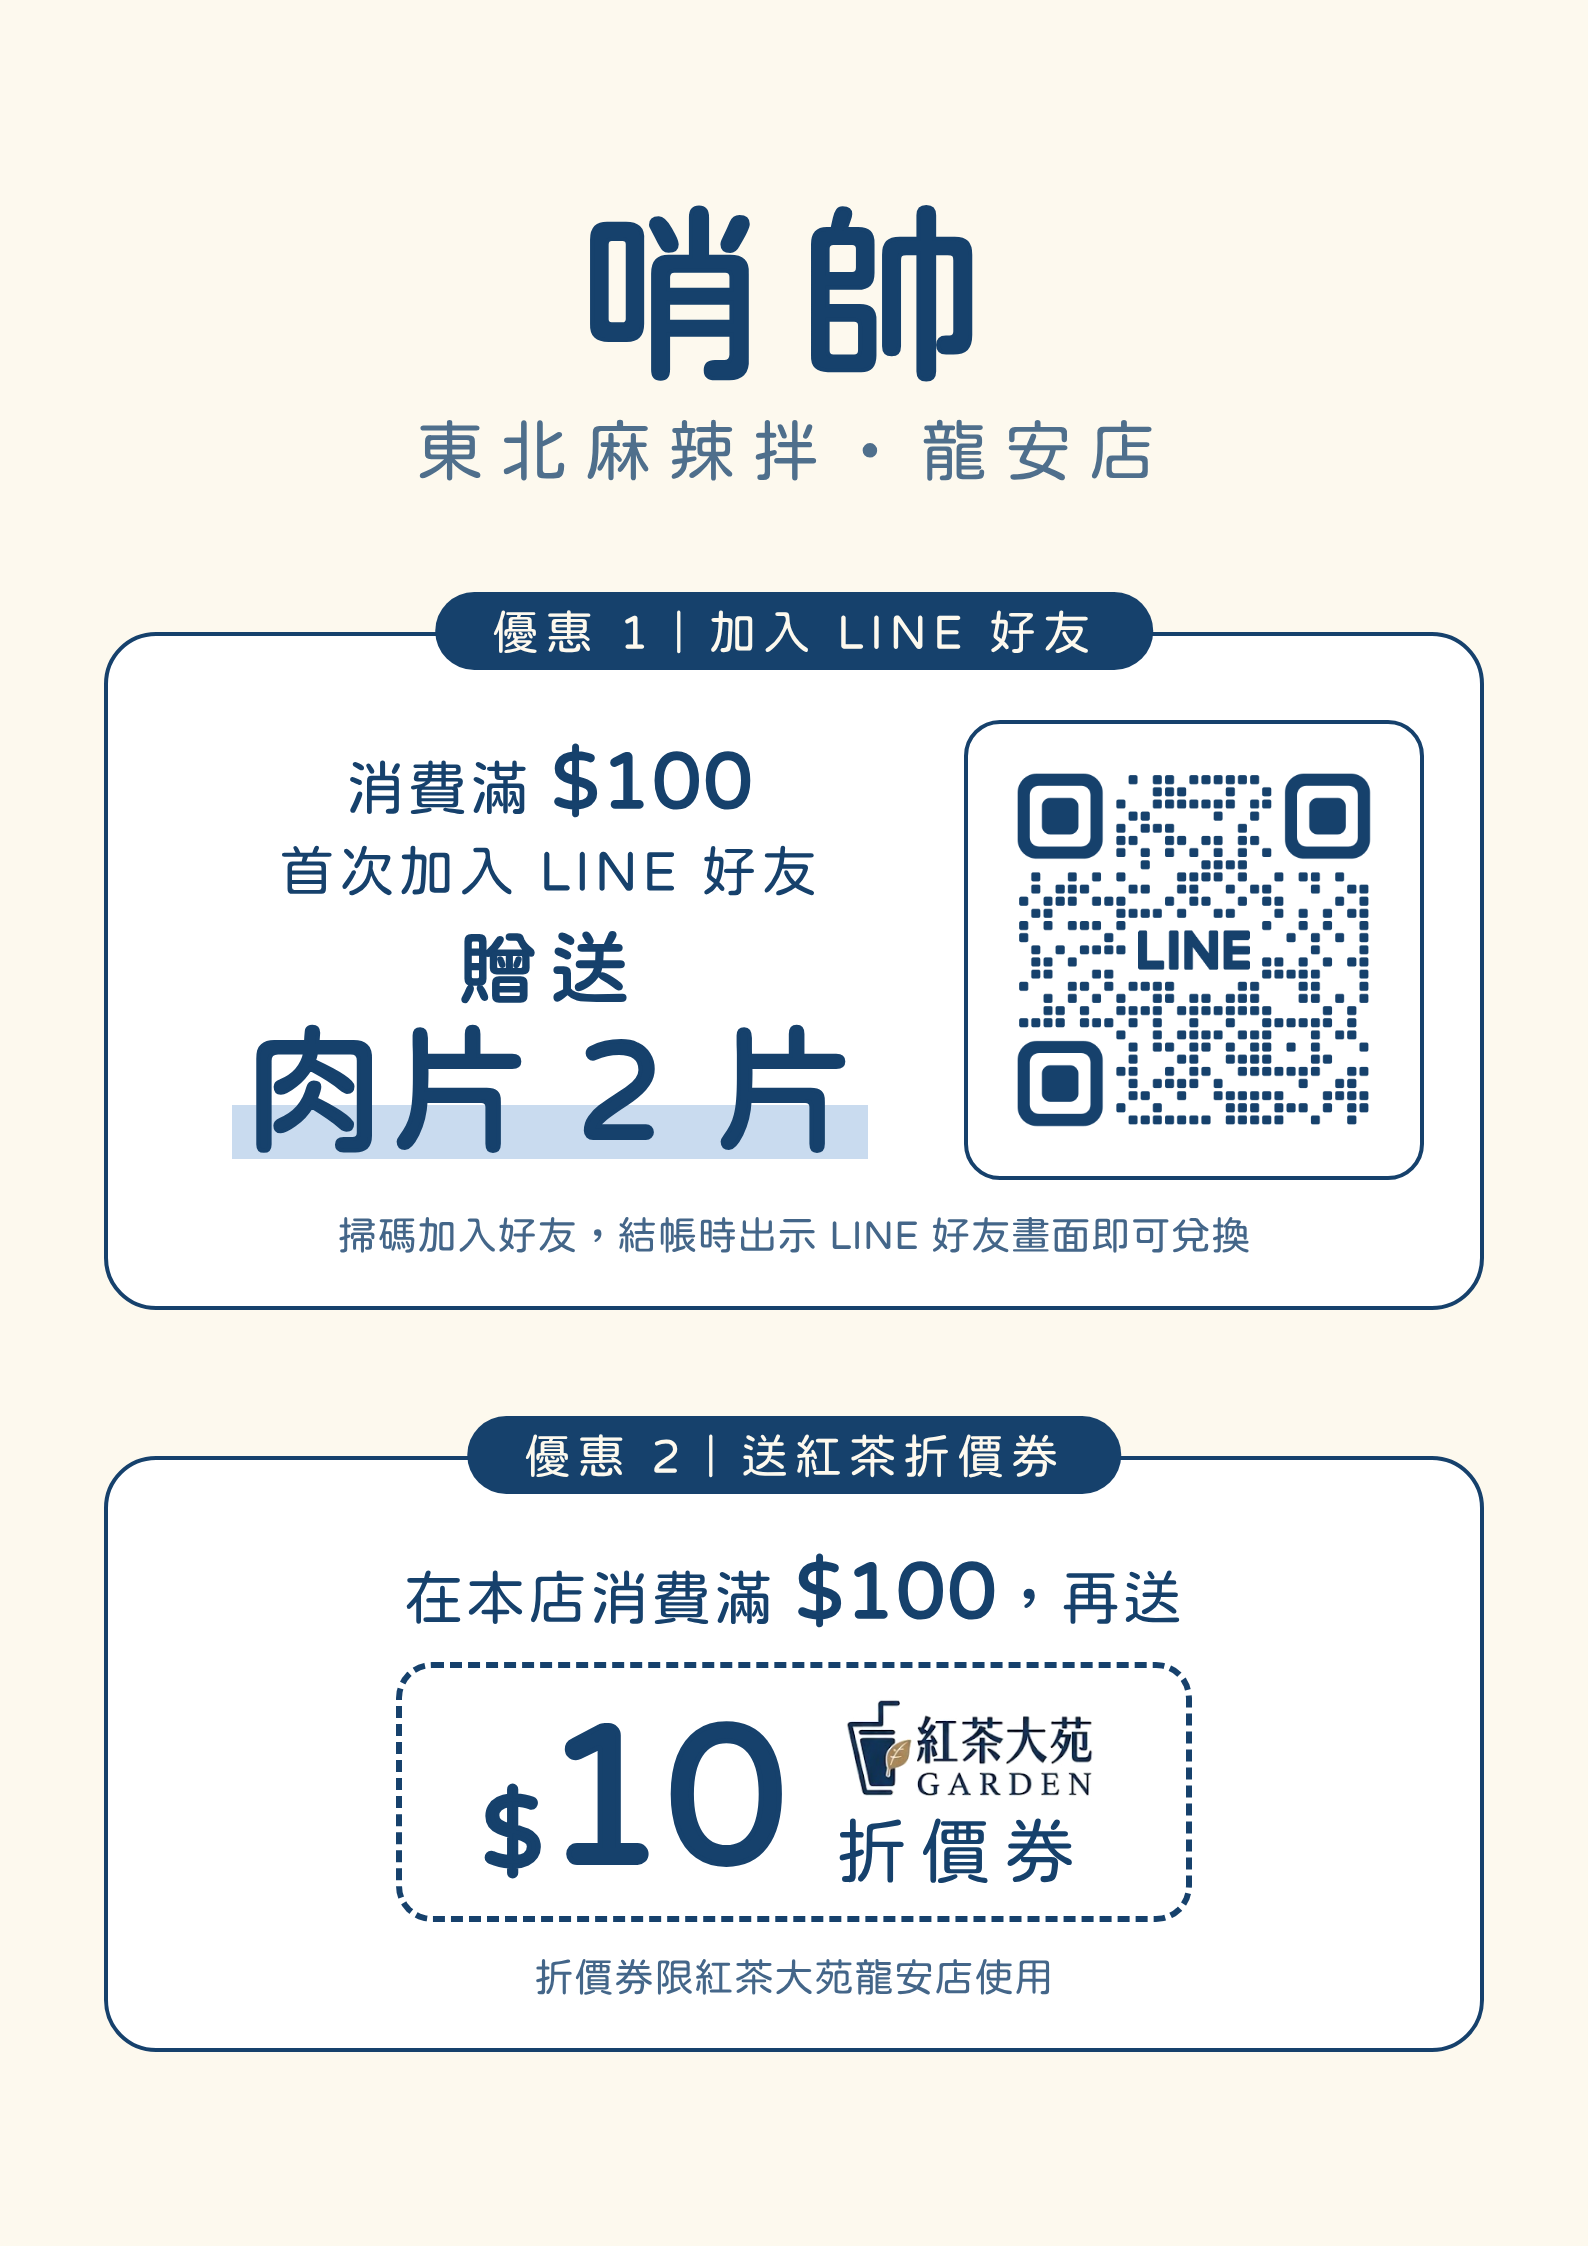 哨帥
東北麻辣拌・龍安店
優惠 1｜加入 LINE 好友
消費滿 $100
首次加入 LINE 好友
贈送
肉片 2 片
LINE
掃碼加入好友，結帳時出示 LINE 好友畫面即可兌換
優惠 2｜送紅茶折價券
在本店消費滿 $100，再送
$10
紅茶大苑
GARDEN
折價券
折價券限紅茶大苑龍安店使用